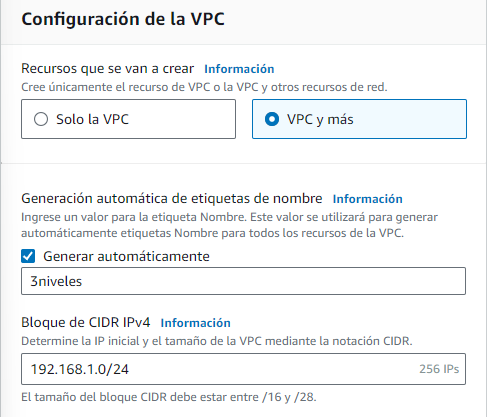 Configuración de la VPC
Recursos que se van a crear Información
Cree únicamente el recurso de VPC o la VPC y otros recursos de red.
Solo la VPC
VPC y más
Generación automática de etiquetas de nombre Información
Ingrese un valor para la etiqueta Nombre. Este valor se utilizará para generar
automáticamente etiquetas Nombre para todos los recursos de la VPC.
Generar automáticamente
3niveles
Bloque de CIDR IPv4 Información
Determine la IP inicial y el tamaño de la VPC mediante la notación CIDR.
192.168.1.0/24 256 IPs
El tamaño del bloque CIDR debe estar entre /16 y /28.